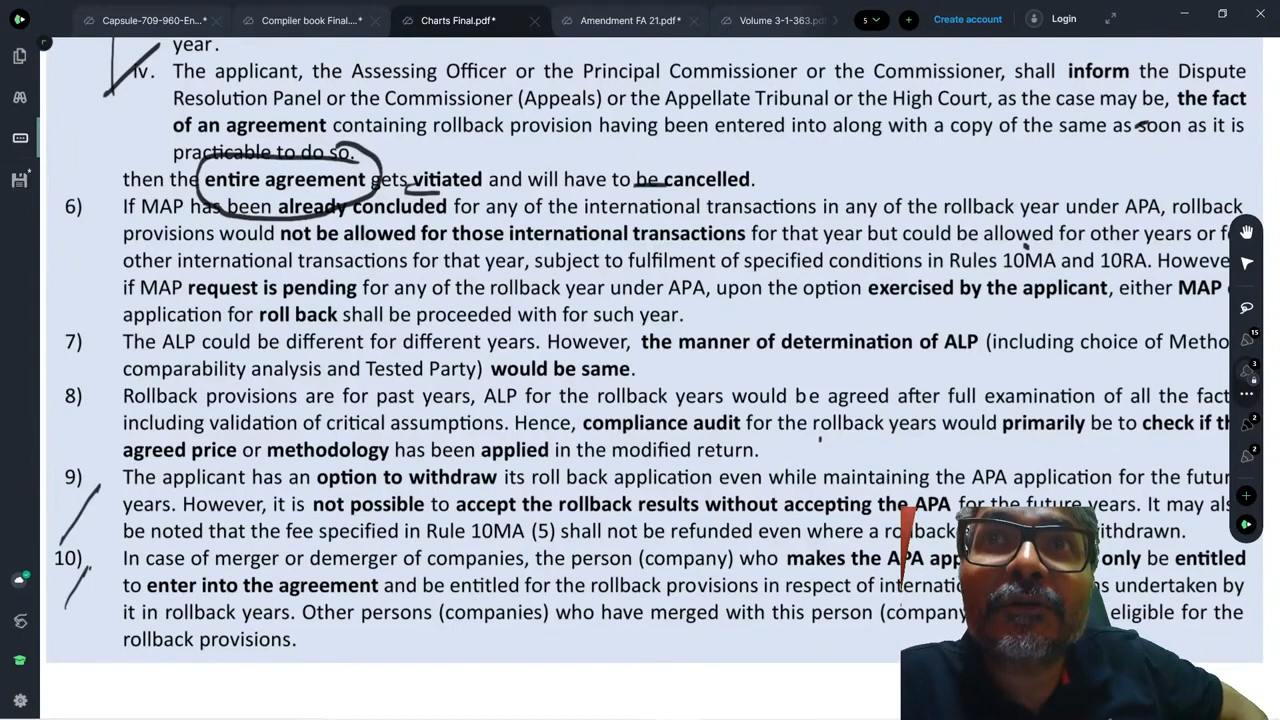 Capsule-709-960-En...*
Compiler book Final....*
Charts Final.pdf*
Amendment FA 21.pdf*
Volume 3-1-363.pdf
5
Create account
Login
year.
iv. The applicant, the Assessing Officer or the Principal Commissioner or the Commissioner, shall inform the Dispute
Resolution Panel or the Commissioner (Appeals) or the Appellate Tribunal or the High Court, as the case may be, the fact
of an agreement containing rollback provision having been entered into along with a copy of the same as soon as it is
practicable to do so.
then the entire agreement gets vitiated and will have to be cancelled.
6) If MAP has been already concluded for any of the international transactions in any of the rollback year under APA, rollback
provisions would not be allowed for those international transactions for that year but could be allowed for other years or
other international transactions for that year, subject to fulfilment of specified conditions in Rules 10MA and 10RA. Howeve
if MAP request is pending for any of the rollback year under APA, upon the option exercised by the applicant, either MAP
application for roll back shall be proceeded with for such year.
7) The ALP could be different for different years. However, the manner of determination of ALP (including choice of Metho
comparability analysis and Tested Party) would be same.
8) Rollback provisions are for past years, ALP for the rollback years would be agreed after full examination of all the fact
including validation of critical assumptions. Hence, compliance audit for the rollback years would primarily be to check if th
agreed price or methodology has been applied in the modified return.
9) The applicant has an option to withdraw its roll back application even while maintaining the APA application for the futur
years. However, it is not possible to accept the rollback results without accepting the APA for the future years. It may als
be noted that the fee specified in Rule 10MA (5) shall not be refunded even where a rollback ithdrawn.
10) In case of merger or demerger of companies, the person (company) who makes the APA app only be entitled
to enter into the agreement and be entitled for the rollback provisions in respect of internatio s undertaken by
it in rollback years. Other persons (companies) who have merged with this person (company eligible for the
rollback provisions.
15
3
2
2